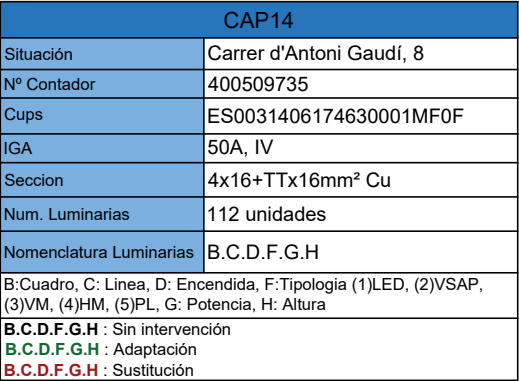 CAP14
Situación Carrer d'Antoni Gaudí, 8
Nº Contador 400509735
Cups ES0031406174630001MF0F
IGA 50A, IV
Seccion 4x16+TTx16mm² Cu
Num. Luminarias 112 unidades
Nomenclatura Luminarias B.C.D.F.G.H
B:Cuadro, C: Linea, D: Encendida, F:Tipologia (1)LED, (2)VSAP,
(3)VM, (4)HM, (5)PL, G: Potencia, H: Altura
B.C.D.F.G.H : Sin intervención
B.C.D.F.G.H : Adaptación
B.C.D.F.G.H : Sustitución